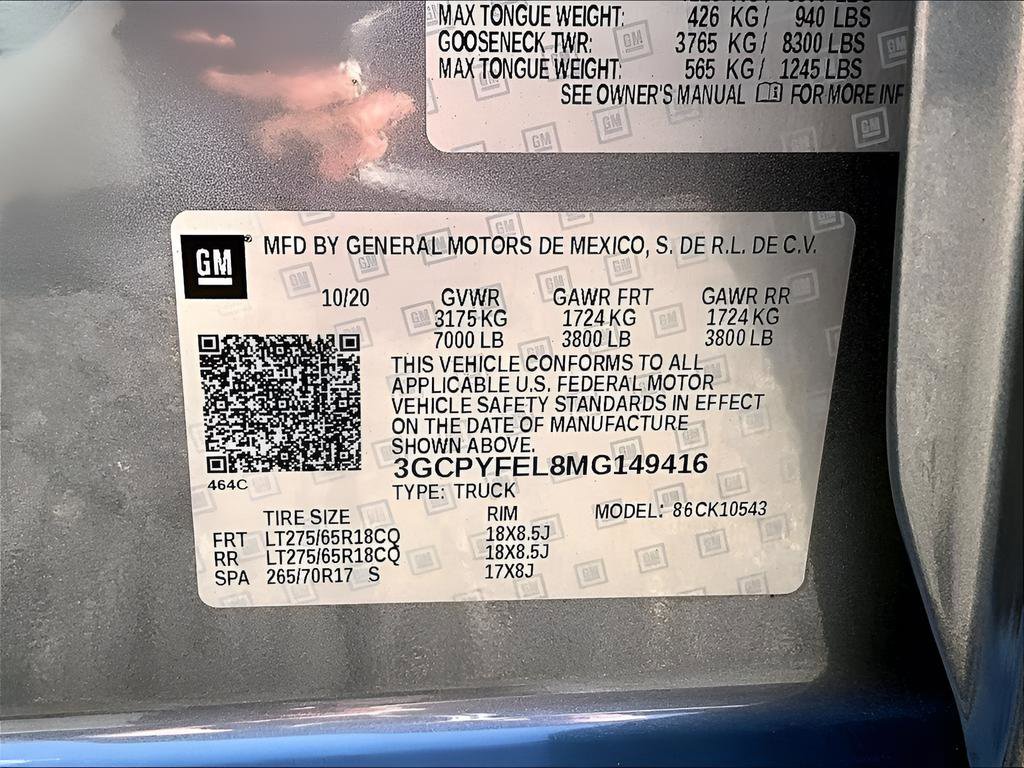 MAX TONGUE WEIGHT: 426 KG/ 940 LBS
GOOSENECK TWR: 3765 KG/ 8300 LBS
MAX TONGUE WEIGHT: 565 KG/ 1245 LBS
SEE OWNER'S MANUAL FOR MORE INF
GM
MFD BY GENERAL MOTORS DE MEXICO, S. DE R.L. DE C.V.
10/20 GVWR GAWR FRT GAWR RR
3175 KG 1724 KG 1724 KG
7000 LB 3800 LB 3800 LB
THIS VEHICLE CONFORMS TO ALL
APPLICABLE U.S. FEDERAL MOTOR
VEHICLE SAFETY STANDARDS IN EFFECT
ON THE DATE OF MANUFACTURE
SHOWN ABOVE.
3GCPYFEL8MG149416
464C
TYPE: TRUCK
MODEL: 86CK10543
TIRE SIZE RIM
FRT LT275/65R18CQ 18X8.5J
RR LT275/65R18CQ 18X8.5J
SPA 265/70R17 S 17X8J